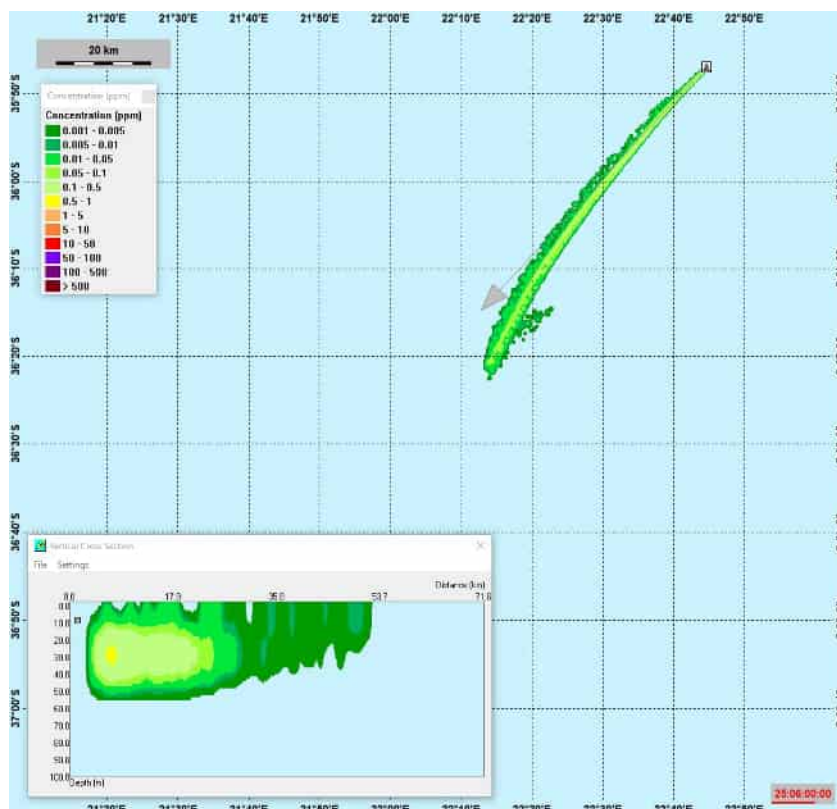 21°20'E 21°30'E 21°40'E 21°50'E 22°00'E 22°10'E 22°20'E 22°30'E 22°40'E 22°50'E
20 km
A
35°50'S
36°00'S
36°10'S
36°20'S
36°30'S
36°40'S
36°50'S
37°00'S
Concentration (ppm)
Concentration (ppm)
0.001 - 0.005
0.005 - 0.01
0.01 - 0.05
0.05 - 0.1
0.1 - 0.5
0.5 - 1
1 - 5
5 - 10
10 - 50
50 - 100
100 - 500
> 500
Vertical Cross Section
File Settings
Distance (km)
0.0 17.9 35.8 53.7 71.6
0.0
10.0
20.0
30.0
40.0
50.0
60.0
70.0
80.0
90.0
100.0
Depth (m)
25:06:00:00